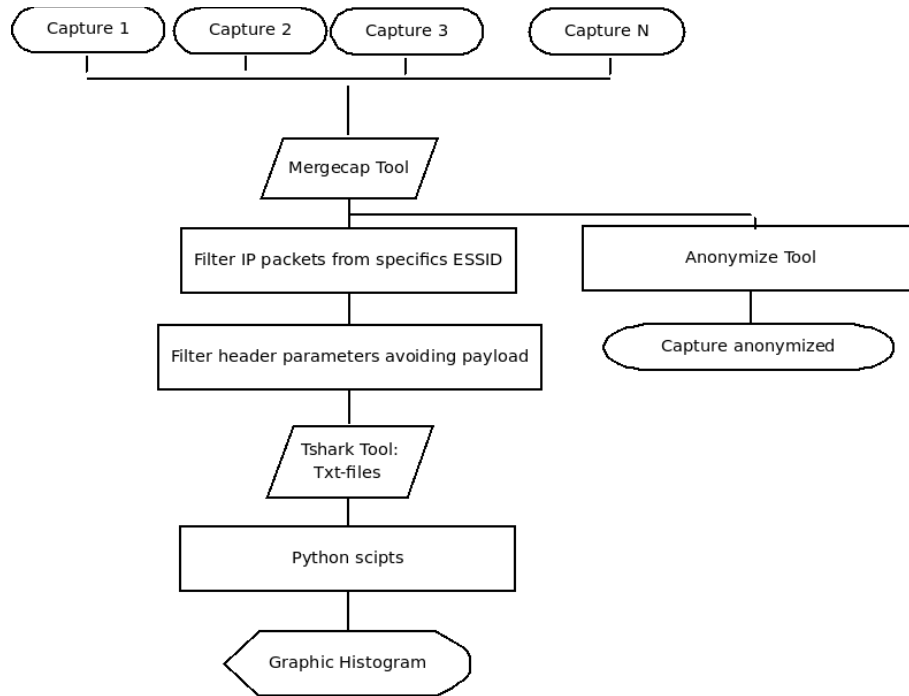 Capture 1
Capture 2
Capture 3
Capture N
Mergecap Tool
Filter IP packets from specifics ESSID
Anonymize Tool
Filter header parameters avoiding payload
Capture anonymized
Tshark Tool:
Txt-files
Python scipts
Graphic Histogram